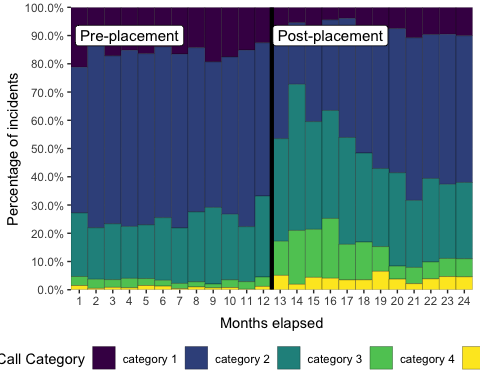 100.0%
90.0%
80.0%
70.0%
60.0%
50.0%
40.0%
30.0%
20.0%
10.0%
0.0%
Percentage of incidents
Pre-placement
Post-placement
1 2 3 4 5 6 7 8 9 10 11 12 13 14 15 16 17 18 19 20 21 22 23 24
Months elapsed
Call Category category 1 category 2 category 3 category 4